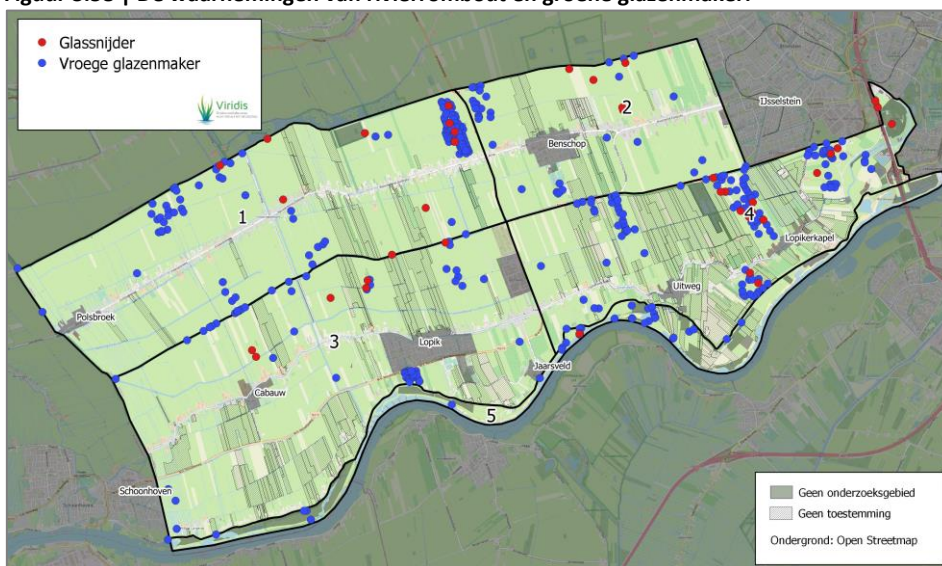 Glassnijder
Vroege glazenmaker
Viridis
2
IJsselstein
Benschop
1
4
Lopikerkapel
Polsbroek
Uitweg
3
Lopik
Jaarsveld
Cabauw
5
Schoonhoven
Geen onderzoeksgebied
Geen toestemming
Ondergrond: Open Streetmap